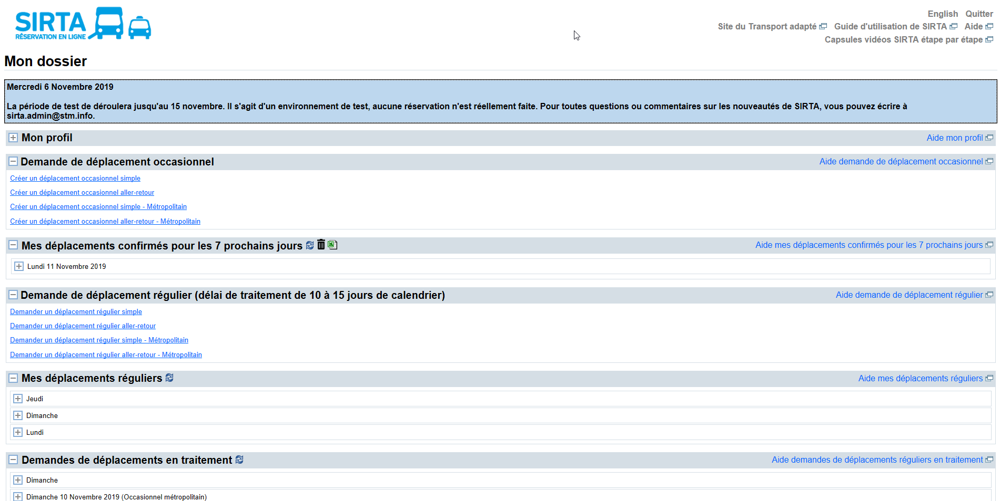 SIRTA
RÉSERVATION EN LIGNE
English Quitter
Site du Transport adapté Guide d'utilisation de SIRTA Aide
Capsules vidéos SIRTA étape par étape
Mon dossier
Mercredi 6 Novembre 2019
La période de test de déroulera jusqu'au 15 novembre. Il s'agit d'un environnement de test, aucune réservation n'est réellement faite. Pour toutes questions ou commentaires sur les nouveautés de SIRTA, vous pouvez écrire à
sirta.admin@stm.info.
Mon profil Aide mon profil
Demande de déplacement occasionnel Aide demande de déplacement occasionnel
Créer un déplacement occasionnel simple
Créer un déplacement occasionnel aller-retour
Créer un déplacement occasionnel simple - Métropolitain
Créer un déplacement occasionnel aller-retour - Métropolitain
Mes déplacements confirmés pour les 7 prochains jours Aide mes déplacements confirmés pour les 7 prochains jours
Lundi 11 Novembre 2019
Demande de déplacement régulier (délai de traitement de 10 à 15 jours de calendrier) Aide demande de déplacement régulier
Demander un déplacement régulier simple
Demander un déplacement régulier aller-retour
Demander un déplacement régulier simple - Métropolitain
Demander un déplacement régulier aller-retour - Métropolitain
Mes déplacements réguliers Aide mes déplacements réguliers
Jeudi
Dimanche
Lundi
Demandes de déplacements en traitement Aide demandes de déplacements réguliers en traitement
Dimanche
Dimanche 10 Novembre 2019 (Occasionnel métropolitain)